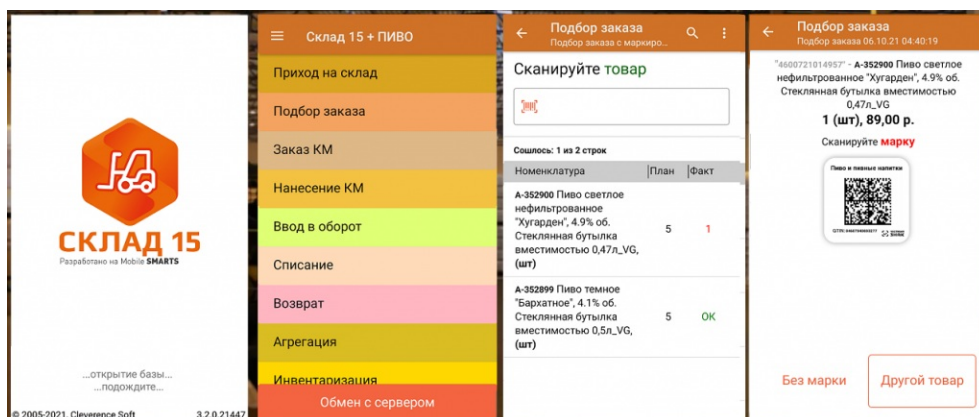 СКЛАД 15
Разработано на Mobile SMARTS
...открытие базы...
...подождите...
© 2005-2021, Cleverence Soft
3.2.0.21447
Склад 15 + ПИВО
Приход на склад
Подбор заказа
Заказ КМ
Нанесение КМ
Ввод в оборот
Списание
Возврат
Агрегация
Инвентаризация
Обмен с сервером
Подбор заказа
Подбор заказа с маркиро...
Сканируйте товар
Сошлось: 1 из 2 строк
Номенклатура План Факт
А-352900 Пиво светлое
нефильтрованное
"Хугарден", 4.9% об.
Стеклянная бутылка 5 1
вместимостью 0,47л_VG,
(шт)
А-352899 Пиво темное
"Бархатное", 4.1% об.
Стеклянная бутылка 5 ОК
вместимостью 0,5л_VG,
(шт)
Подбор заказа
Подбор заказа 06.10.21 04:40:19
"4600721014957" - А-352900 Пиво светлое
нефильтрованное "Хугарден", 4.9% об.
Стеклянная бутылка вместимостью
0,47л_VG
1 (шт), 89,00 р.
Сканируйте марку
Пиво и пивные напитки
Без марки
Другой товар